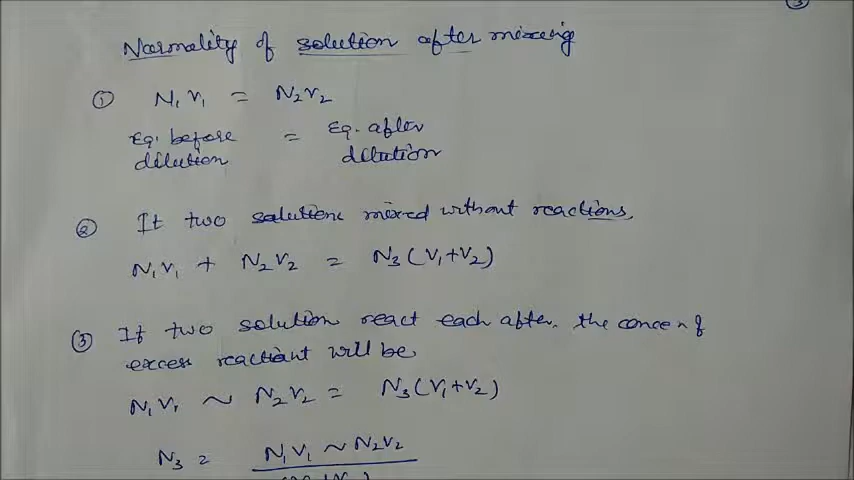 3
Normality of solution after mixing
① N₁V₁ = N₂V₂
Eq. before dilution = Eq. after dilution
② If two solutions mixed without reactions,
N₁V₁ + N₂V₂ = N₃(V₁+V₂)
③ If two solution react each after. the concen of
excess reactant will be
N₁V₁ ~ N₂V₂ = N₃(V₁+V₂)
N₃ = N₁V₁ ~ N₂V₂